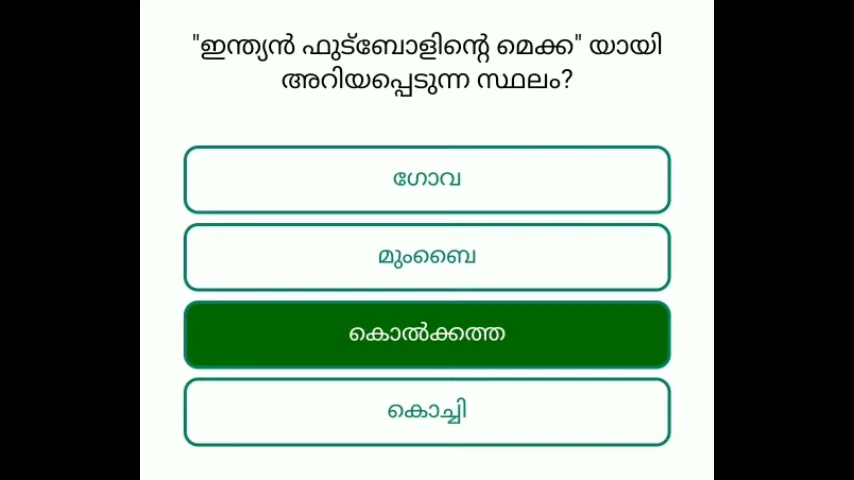 "ഇന്ത്യൻ ഫുട്ബോളിന്റെ മെക്ക" യായി
അറിയപ്പെടുന്ന സ്ഥലം?
ഗോവ
മുംബൈ
കൊൽക്കത്ത
കൊച്ചി